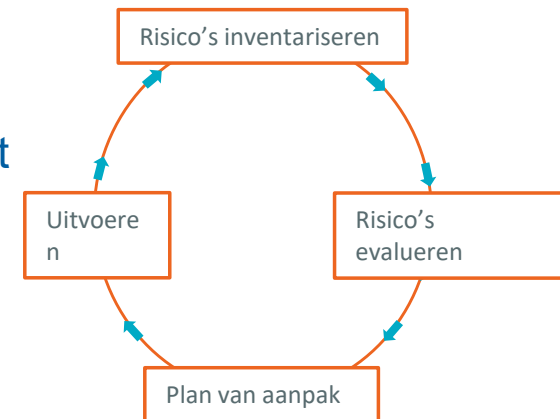 Risico’s inventariseren
t
Uitvoere
n
Risico’s
evalueren
Plan van aanpak